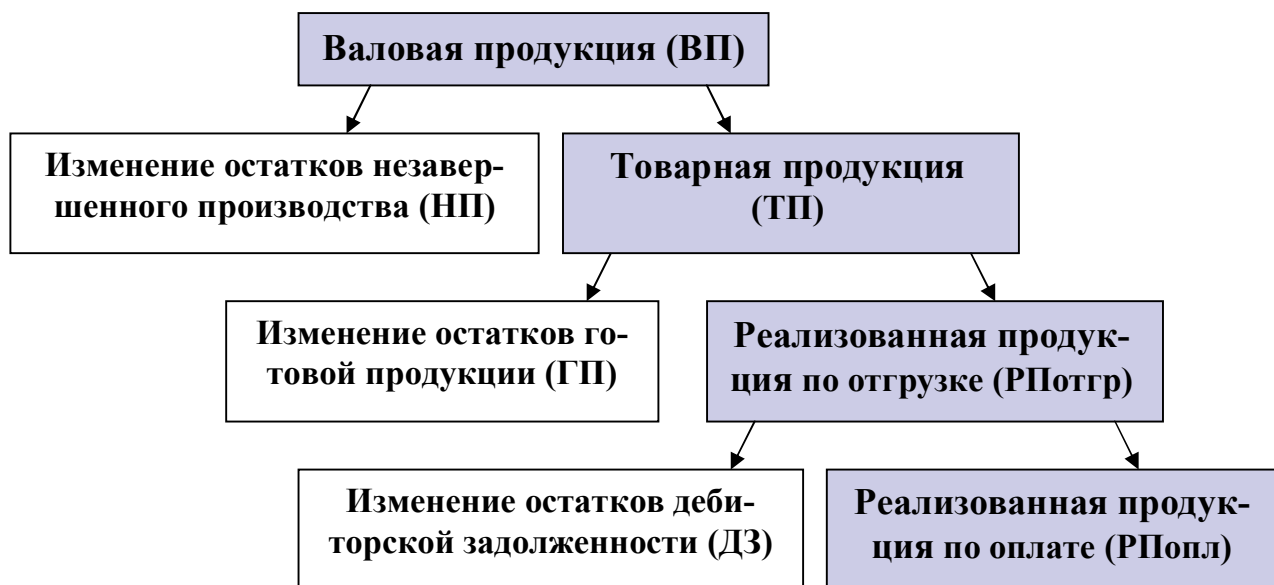 Валовая продукция (ВП)
Изменение остатков незавер-
шенного производства (НП)
Товарная продукция
(ТП)
Изменение остатков го-
товой продукции (ГП)
Реализованная продук-
ция по отгрузке (РПотгр)
Изменение остатков деби-
торской задолженности (ДЗ)
Реализованная продук-
ция по оплате (РПопл)